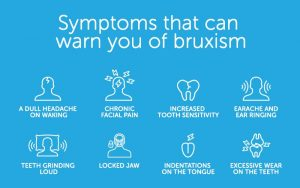 Symptoms that can
warn you of bruxism
A DULL HEADACHE
ON WAKING
CHRONIC
FACIAL PAIN
INCREASED
TOOTH SENSITIVITY
EARACHE AND
EAR RINGING
TEETH GRINDING
LOUD
LOCKED JAW
INDENTATIONS
ON THE TONGUE
EXCESSIVE WEAR
ON THE TEETH